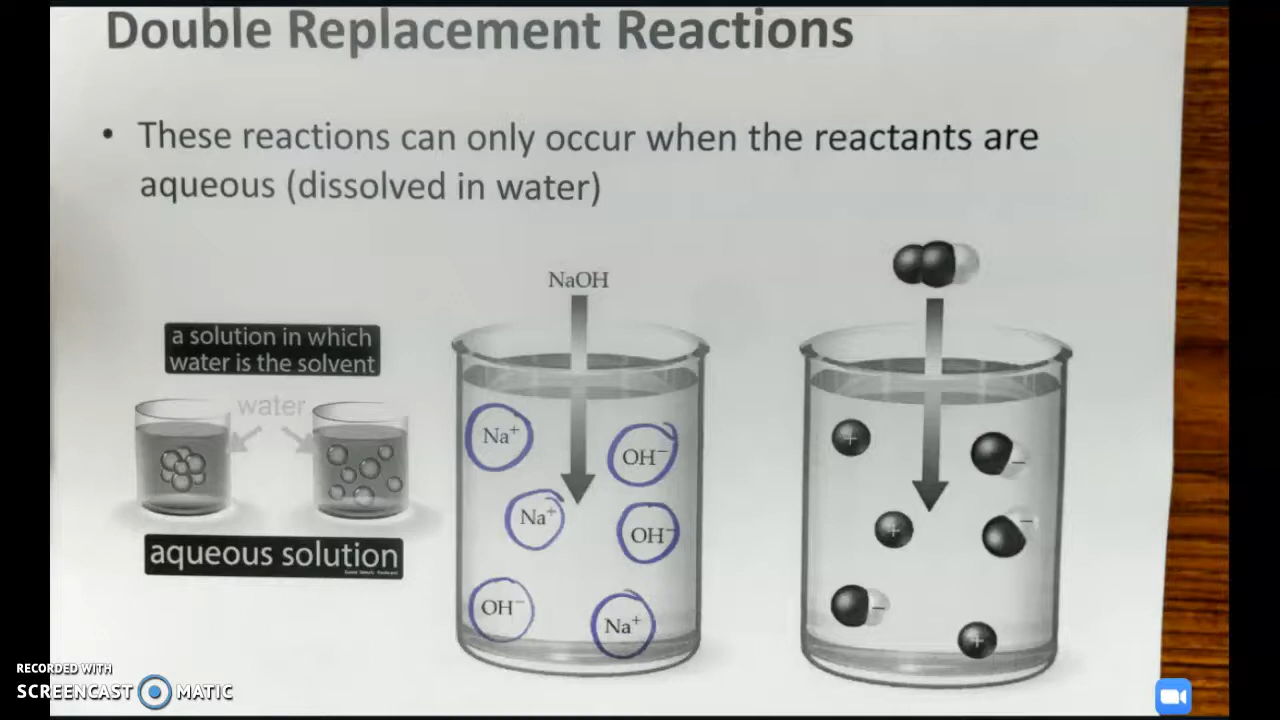 Double Replacement Reactions
• These reactions can only occur when the reactants are
aqueous (dissolved in water)
a solution in which
water is the solvent
water
aqueous solution
NaOH
Na⁺
OH⁻
Na⁺
OH⁻
OH⁻
Na⁺
+
−
+
−
−
+
RECORDED WITH
SCREENCAST MATIC